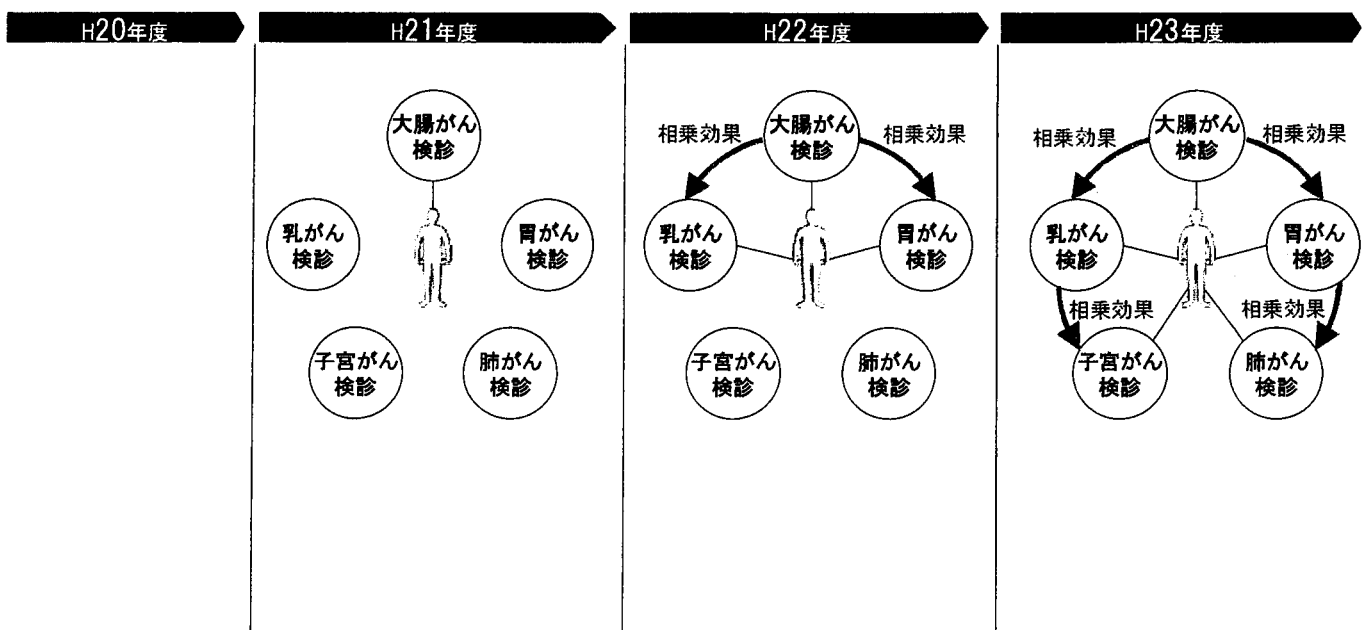 H20年度
H21年度
H22年度
H23年度
大腸がん
検診
乳がん
検診
胃がん
検診
子宮がん
検診
肺がん
検診
相乗効果
大腸がん
検診
相乗効果
乳がん
検診
胃がん
検診
子宮がん
検診
肺がん
検診
相乗効果
大腸がん
検診
相乗効果
乳がん
検診
胃がん
検診
相乗効果
相乗効果
子宮がん
検診
肺がん
検診